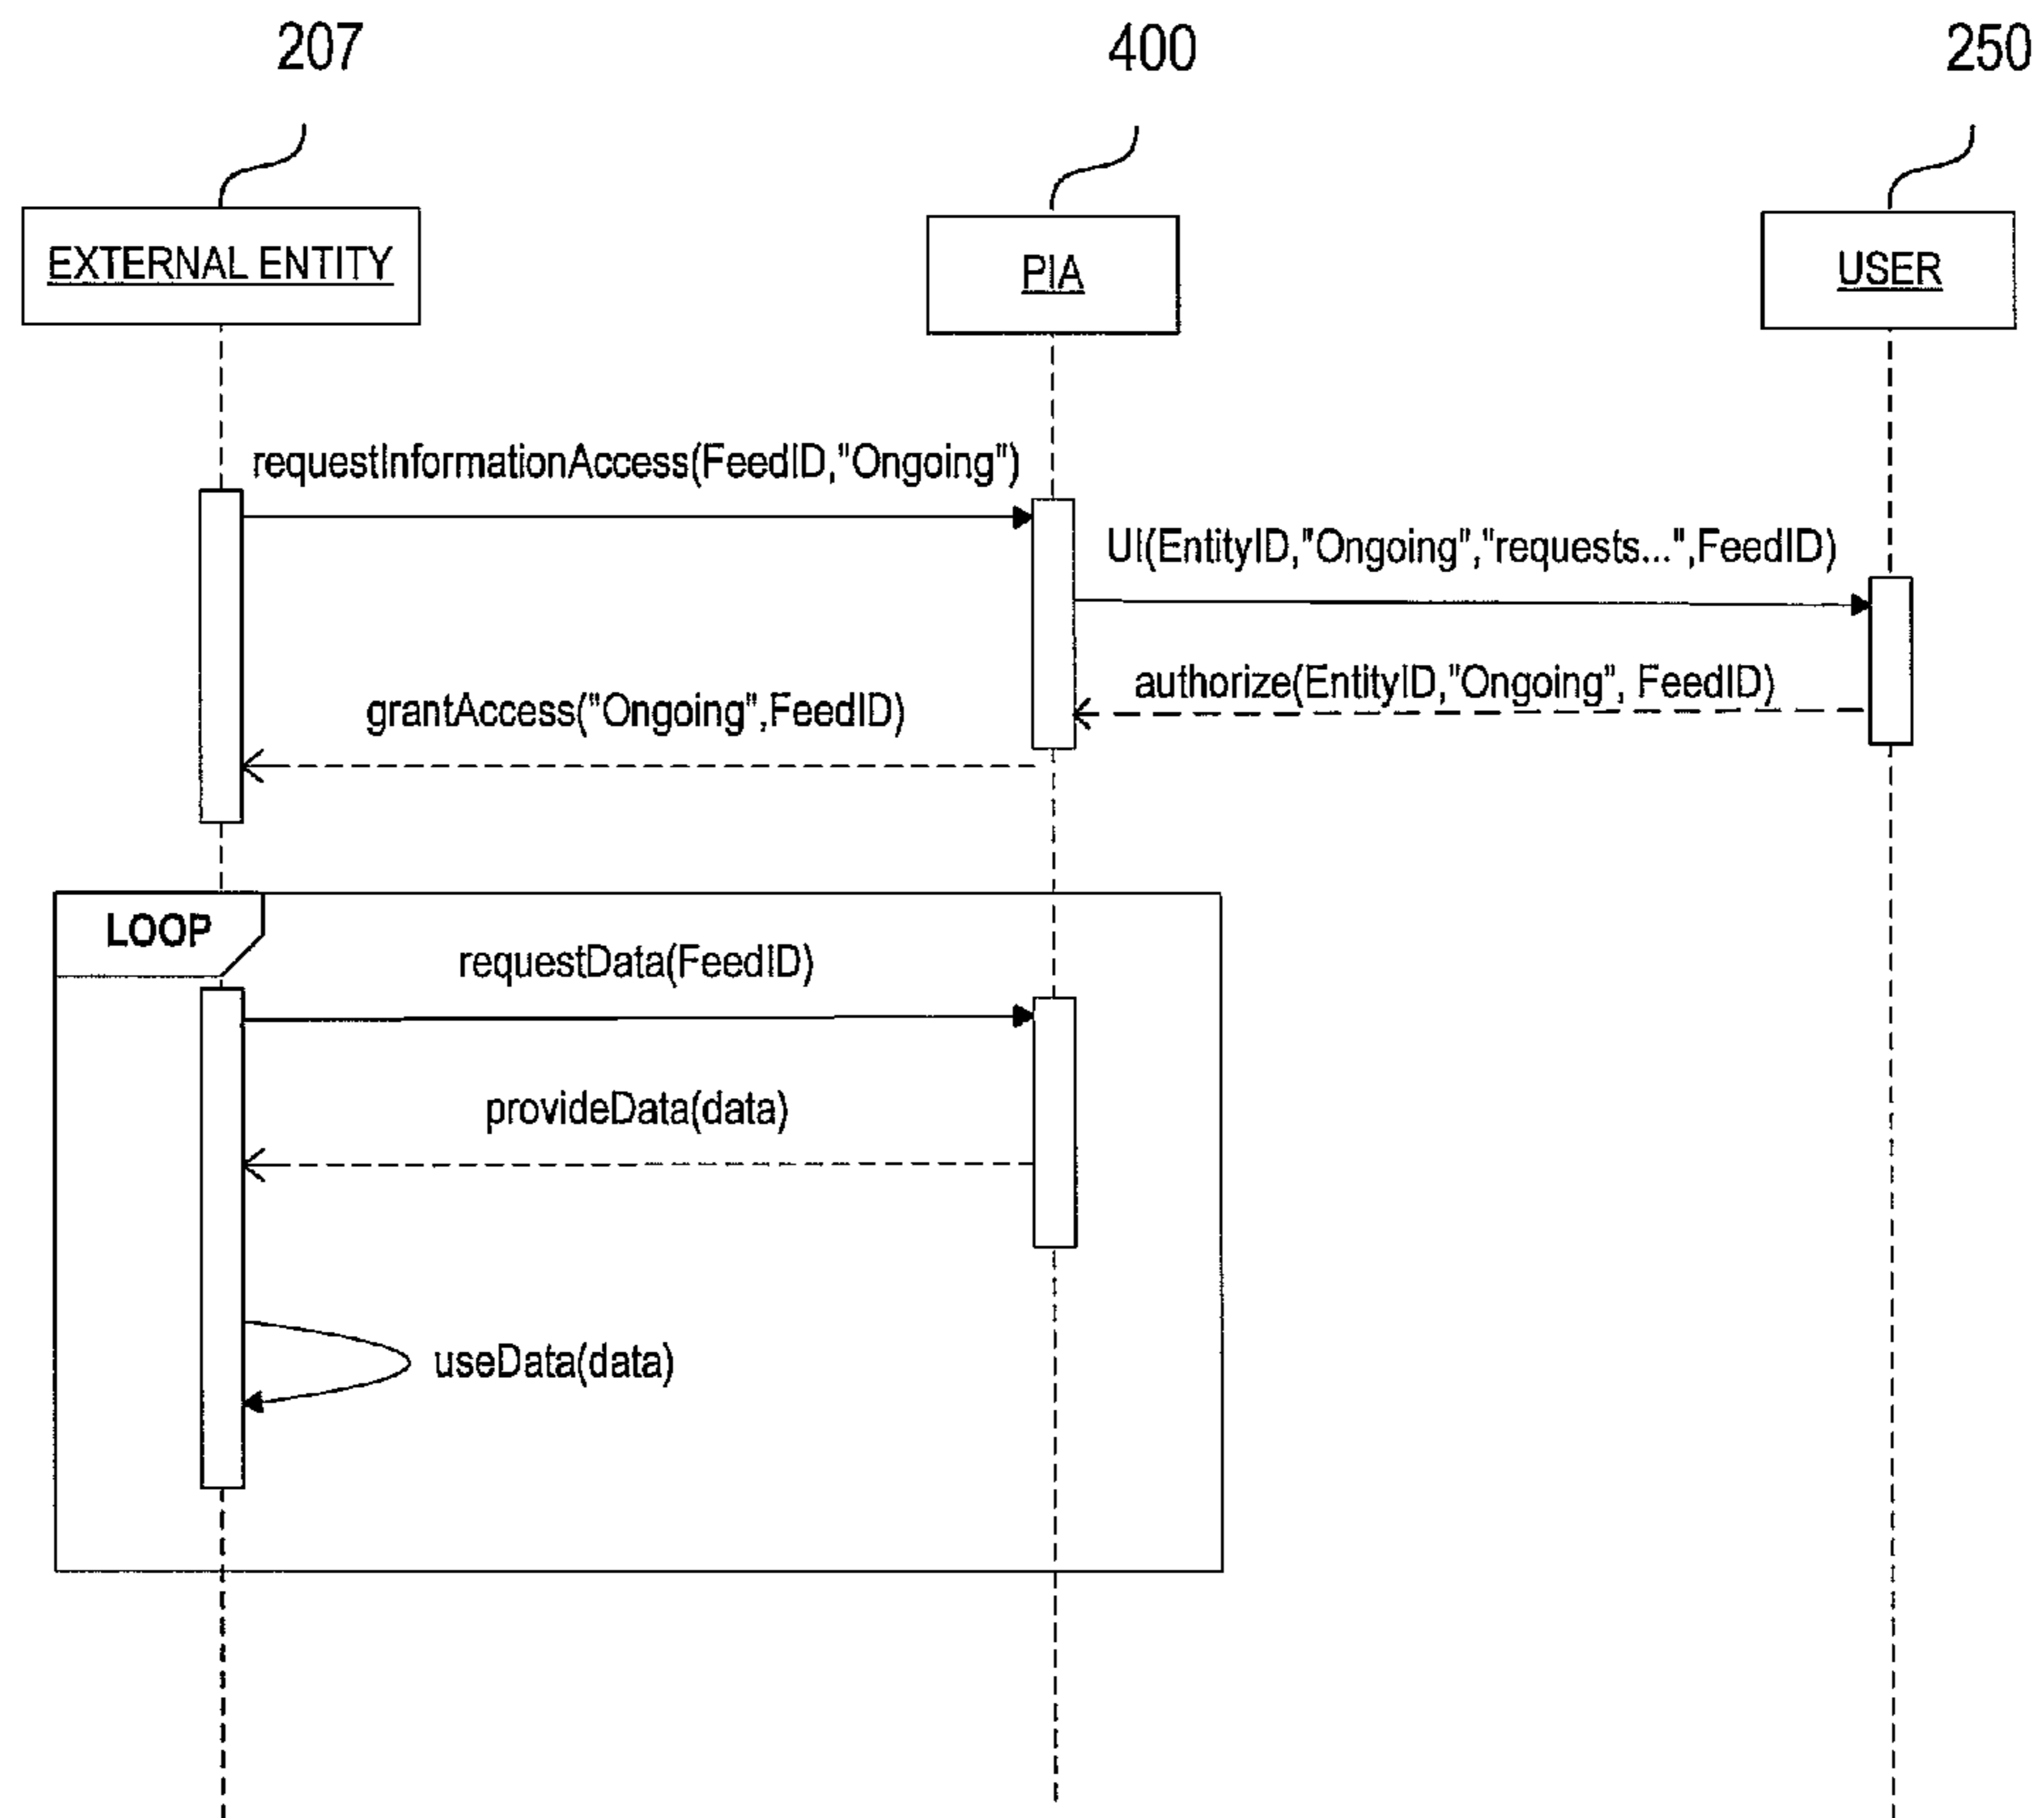 207
400
250
EXTERNAL ENTITY
PIA
USER
requestInformationAccess(FeedID,"Ongoing")
UI(EntityID,"Ongoing","requests...",FeedID)
authorize(EntityID,"Ongoing", FeedID)
grantAccess("Ongoing",FeedID)
LOOP
requestData(FeedID)
provideData(data)
useData(data)